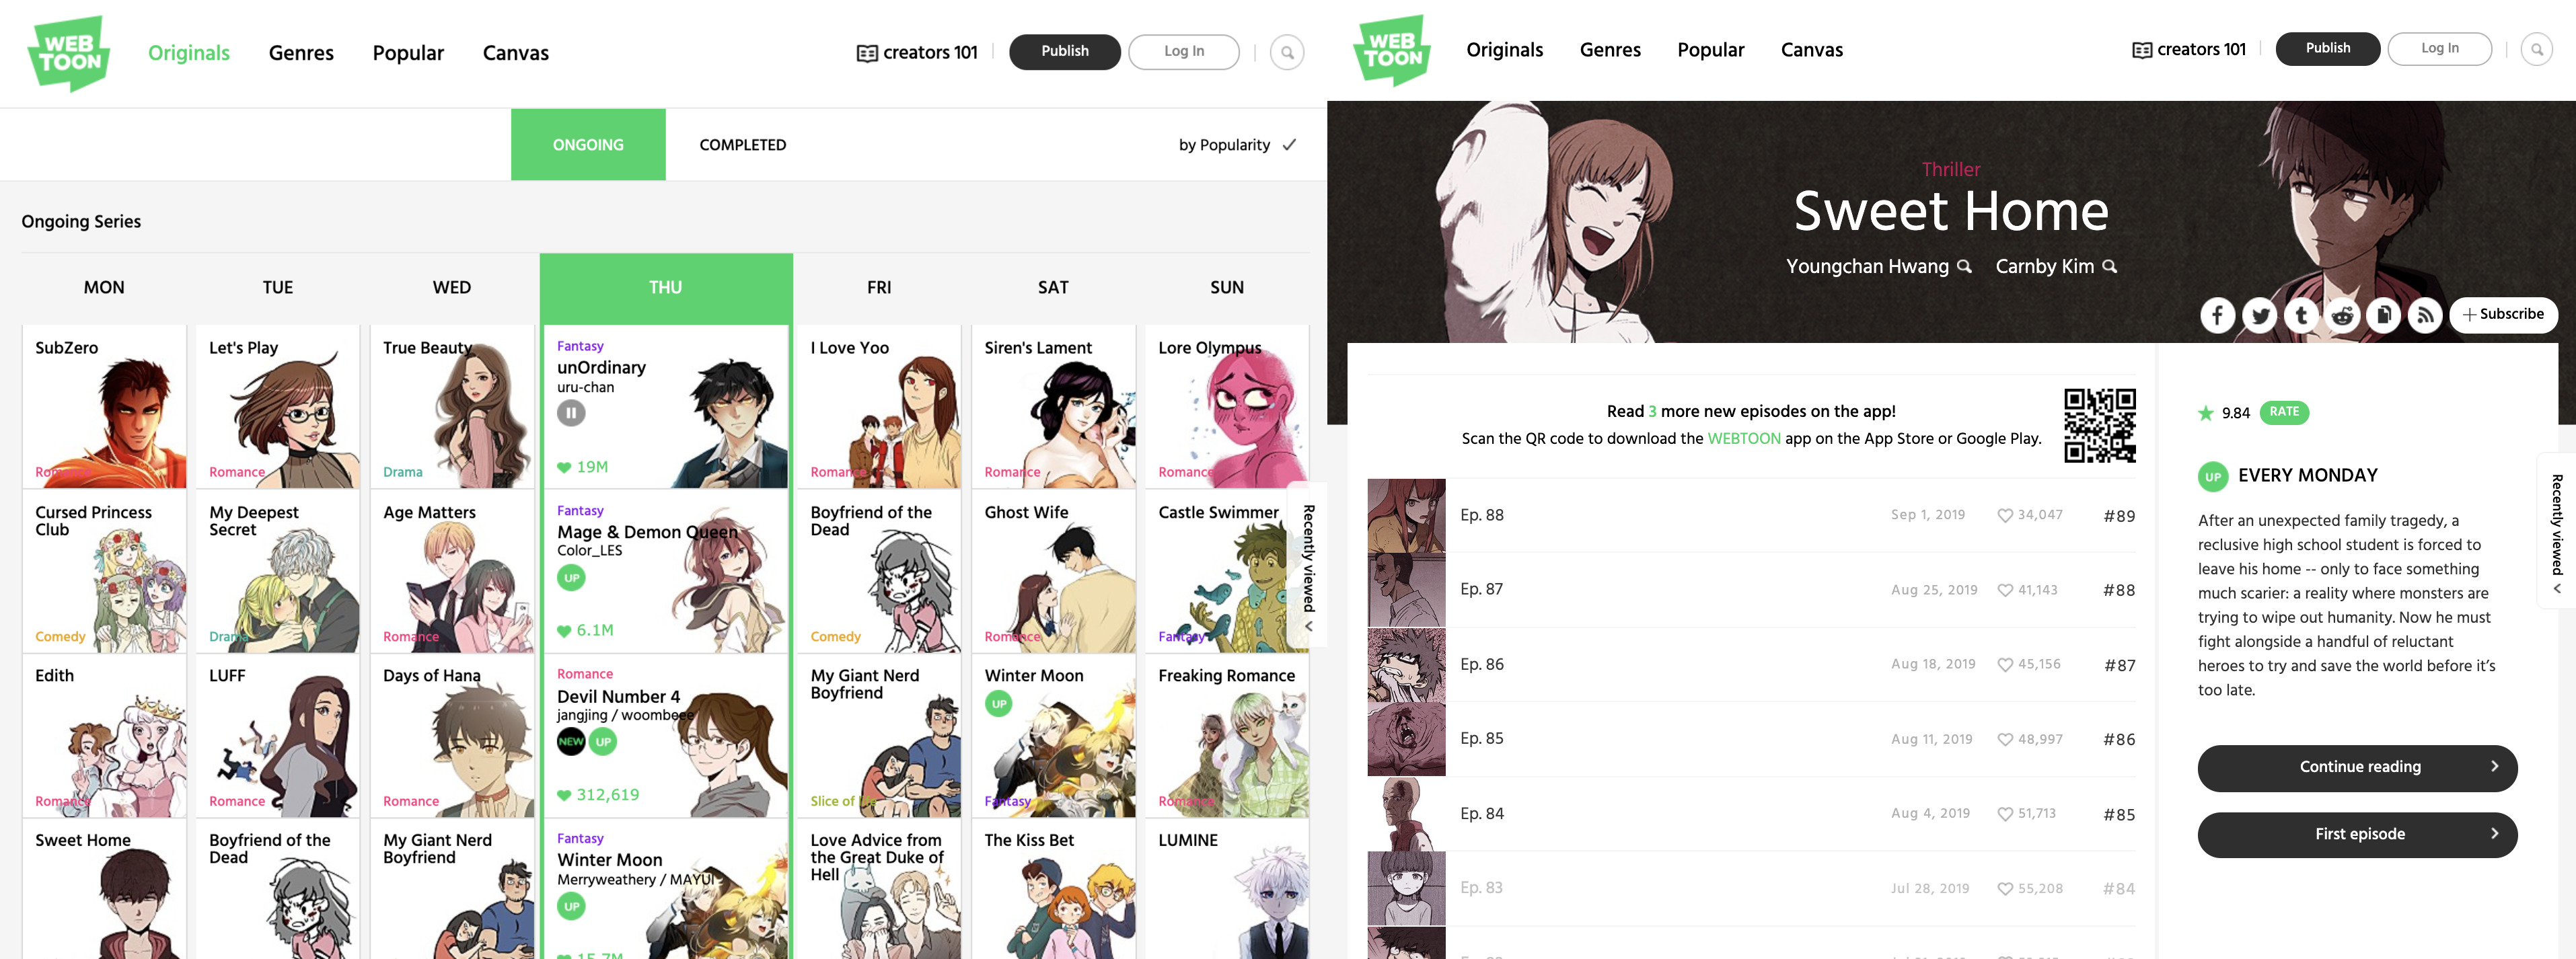 WEB
TOON
Originals
Genres
Popular
Canvas
creators 101
Publish
Log In
ONGOING
COMPLETED
by Popularity
Ongoing Series
MON
TUE
WED
THU
FRI
SAT
SUN
SubZero
Romance
Let's Play
Romance
True Beauty
Drama
Fantasy
unOrdinary
uru-chan
19M
I Love Yoo
Romance
Siren's Lament
Romance
Lore Olympus
Romance
Cursed Princess
Club
Comedy
My Deepest
Secret
Drama
Age Matters
Romance
Fantasy
Mage & Demon Queen
Color_LES
UP
6.1M
Boyfriend of the
Dead
Comedy
Ghost Wife
Romance
Castle Swimmer
Fantasy
Edith
Romance
LUFF
Romance
Days of Hana
Romance
Romance
Devil Number 4
jangjing / woombeee
NEW
UP
312,619
My Giant Nerd
Boyfriend
Slice of life
Winter Moon
UP
Fantasy
Freaking Romance
Romance
Sweet Home
Boyfriend of the
Dead
My Giant Nerd
Boyfriend
Fantasy
Winter Moon
Merryweathery / MAYUI
UP
15.7M
Love Advice from
the Great Duke of
Hell
The Kiss Bet
LUMINE
Recently viewed
WEB
TOON
Originals
Genres
Popular
Canvas
creators 101
Publish
Log In
Thriller
Sweet Home
Youngchan Hwang
Carnby Kim
Subscribe
Read 3 more new episodes on the app!
Scan the QR code to download the WEBTOON app on the App Store or Google Play.
Ep. 88 Sep 1, 2019 34,047 #89
Ep. 87 Aug 25, 2019 41,143 #88
Ep. 86 Aug 18, 2019 45,156 #87
Ep. 85 Aug 11, 2019 48,997 #86
Ep. 84 Aug 4, 2019 51,713 #85
Ep. 83 Jul 28, 2019 55,208 #84
9.84 RATE
UP EVERY MONDAY
After an unexpected family tragedy, a
reclusive high school student is forced to
leave his home -- only to face something
much scarier: a reality where monsters are
trying to wipe out humanity. Now he must
fight alongside a handful of reluctant
heroes to try and save the world before it’s
too late.
Continue reading
First episode
Recently viewed